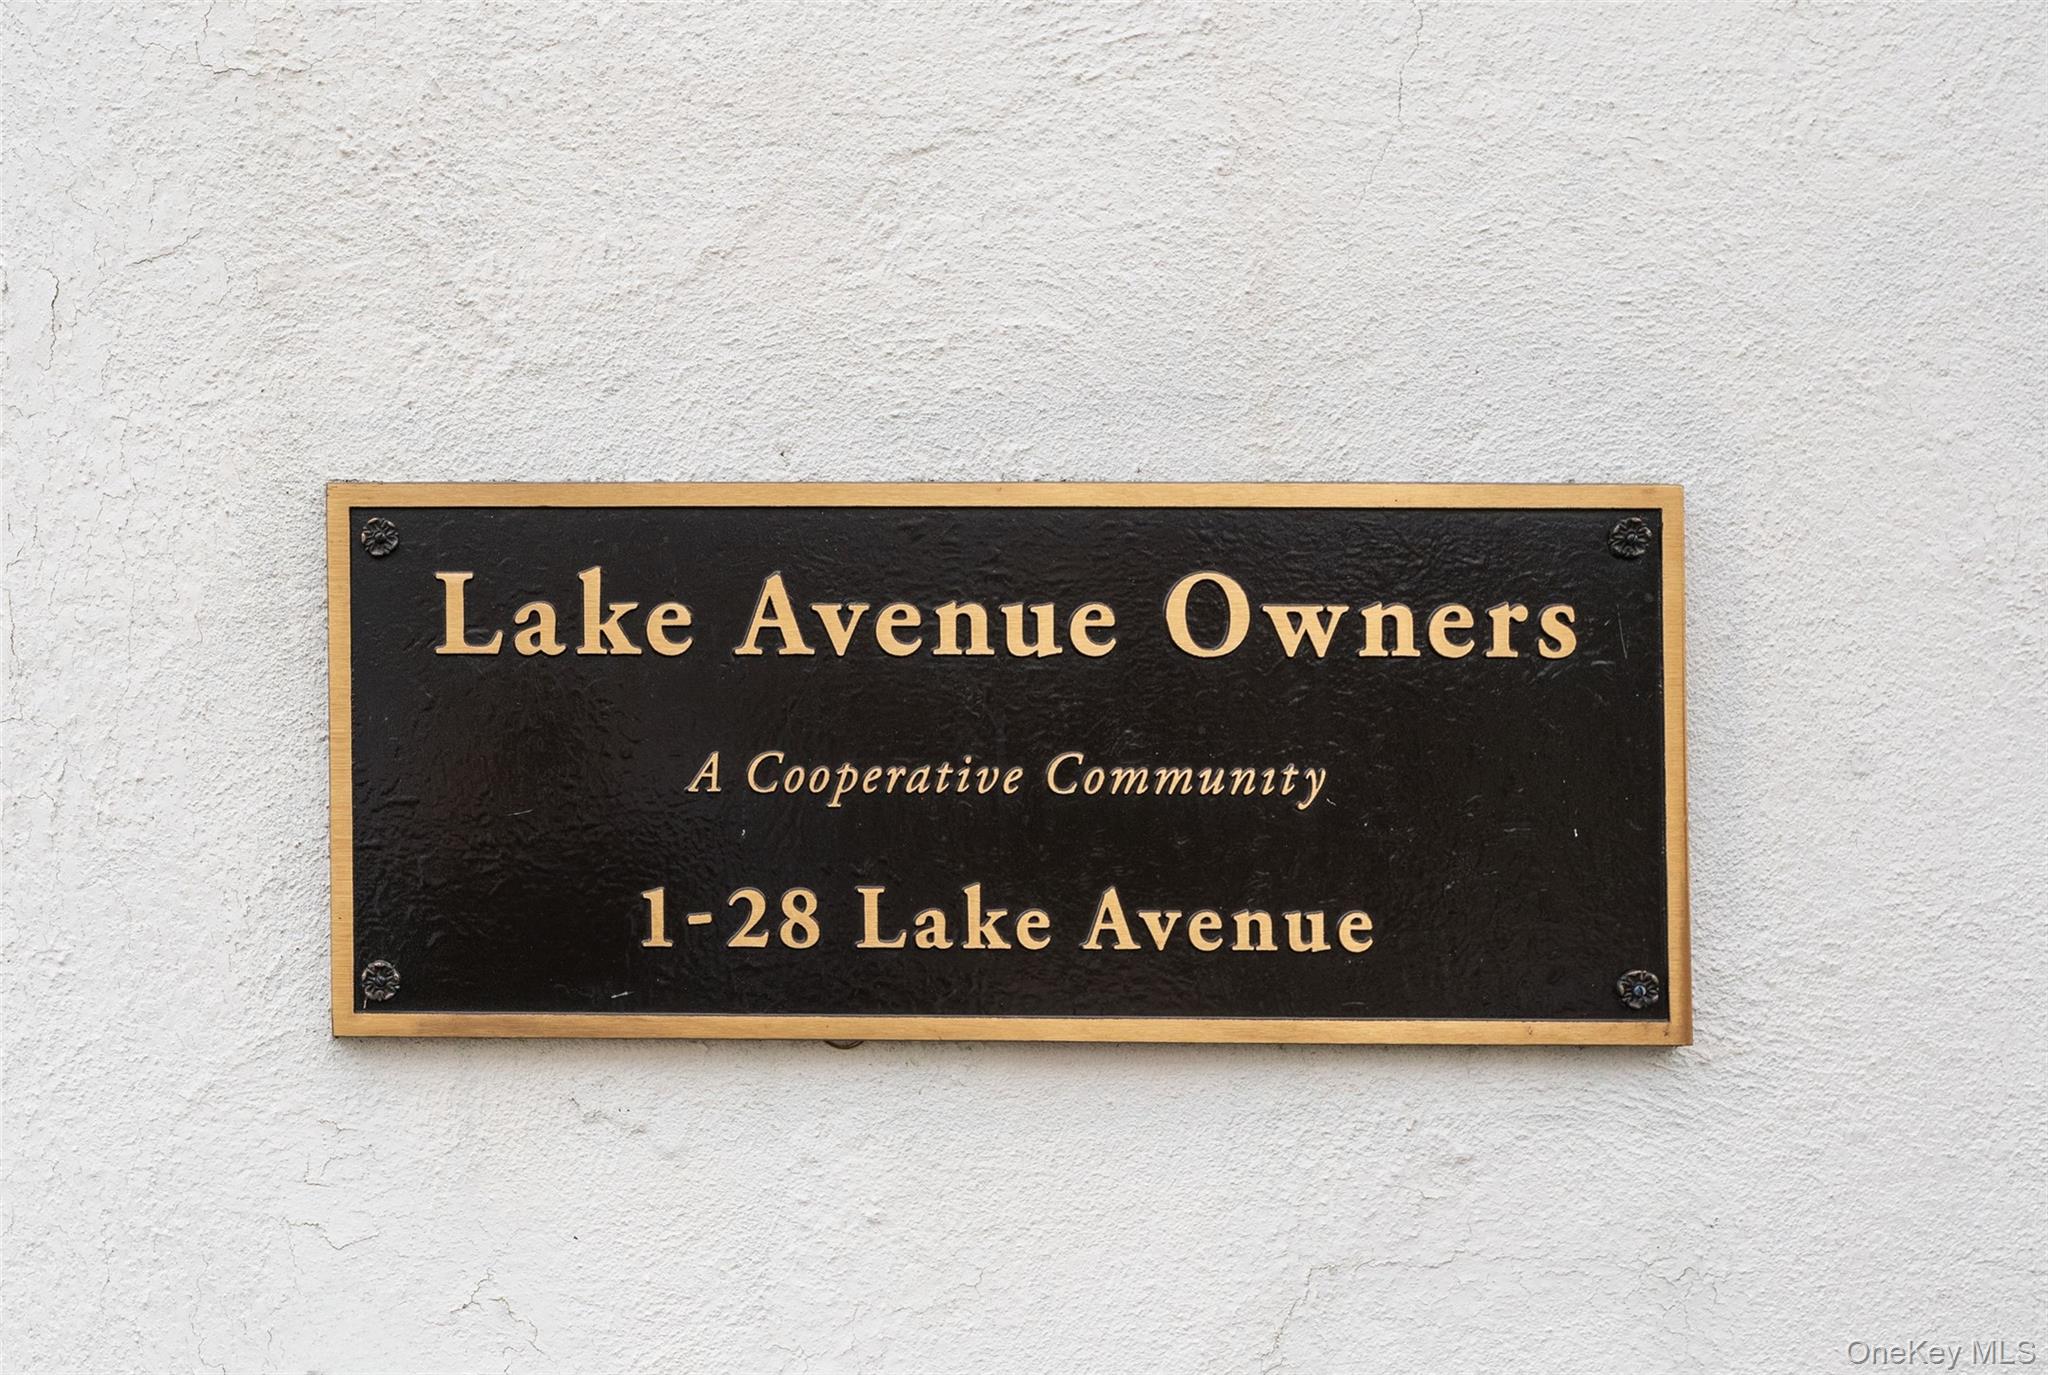 Lake Avenue Owners
A Cooperative Community
1-28 Lake Avenue
OneKey MLS